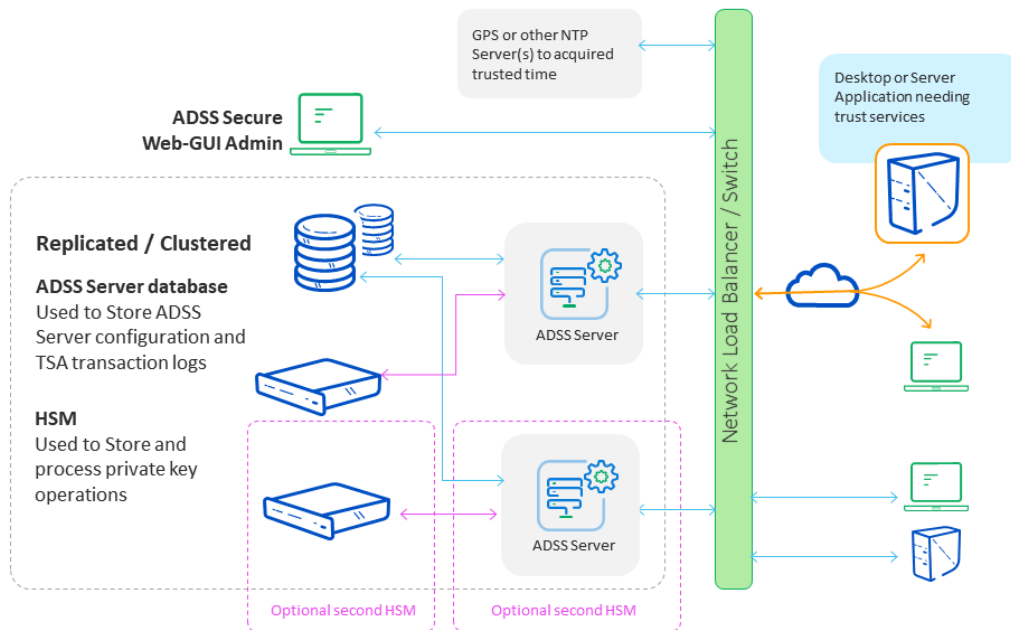 GPS or other NTP
Server(s) to acquired
trusted time
Desktop or Server
Application needing
trust services
ADSS Secure
Web-GUI Admin
Network Load Balancer / Switch
Replicated / Clustered
ADSS Server database
Used to Store ADSS
Server configuration and
TSA transaction logs
HSM
Used to Store and
process private key
operations
ADSS Server
ADSS Server
Optional second HSM
Optional second HSM